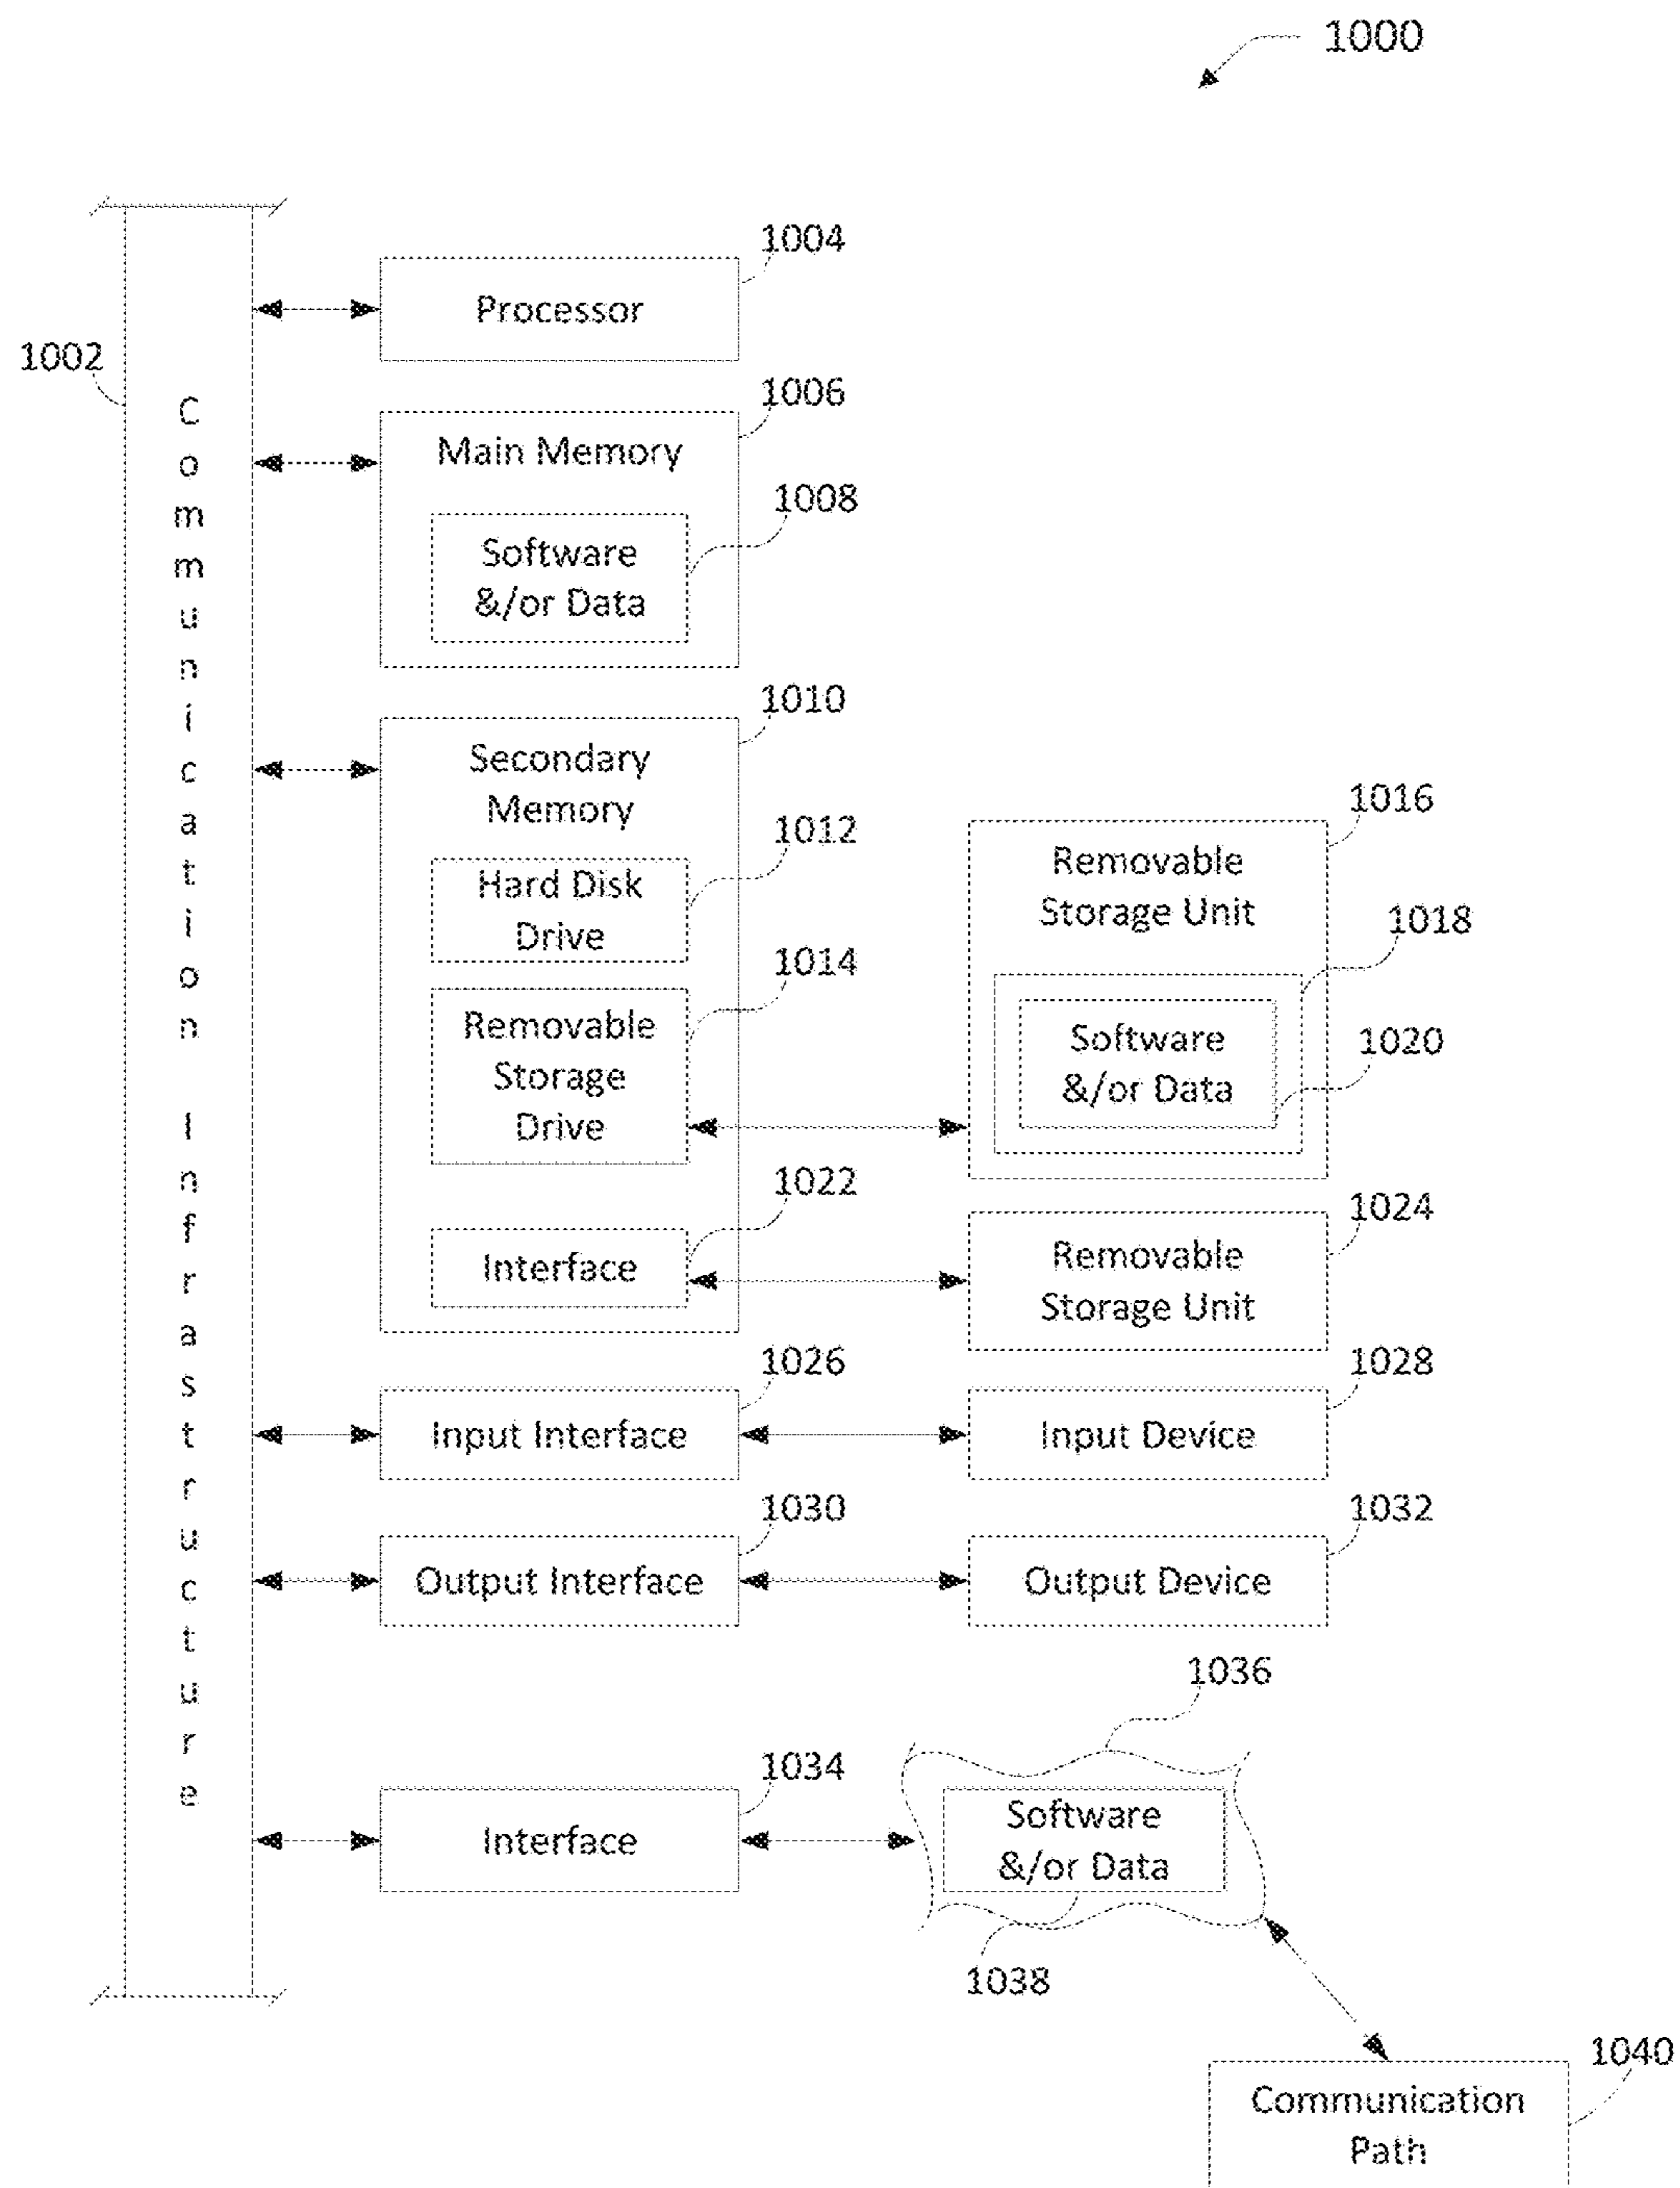 1000
1002
Communication Infrastructure
1004
Processor
1006
Main Memory
1008
Software
&/or Data
1010
Secondary
Memory
1012
Hard Disk
Drive
1014
Removable
Storage
Drive
1016
Removable
Storage Unit
1018
Software
&/or Data
1020
1022
Interface
1024
Removable
Storage Unit
1026
Input Interface
1028
Input Device
1030
Output Interface
1032
Output Device
1034
Interface
1036
Software
&/or Data
1038
1040
Communication
Path